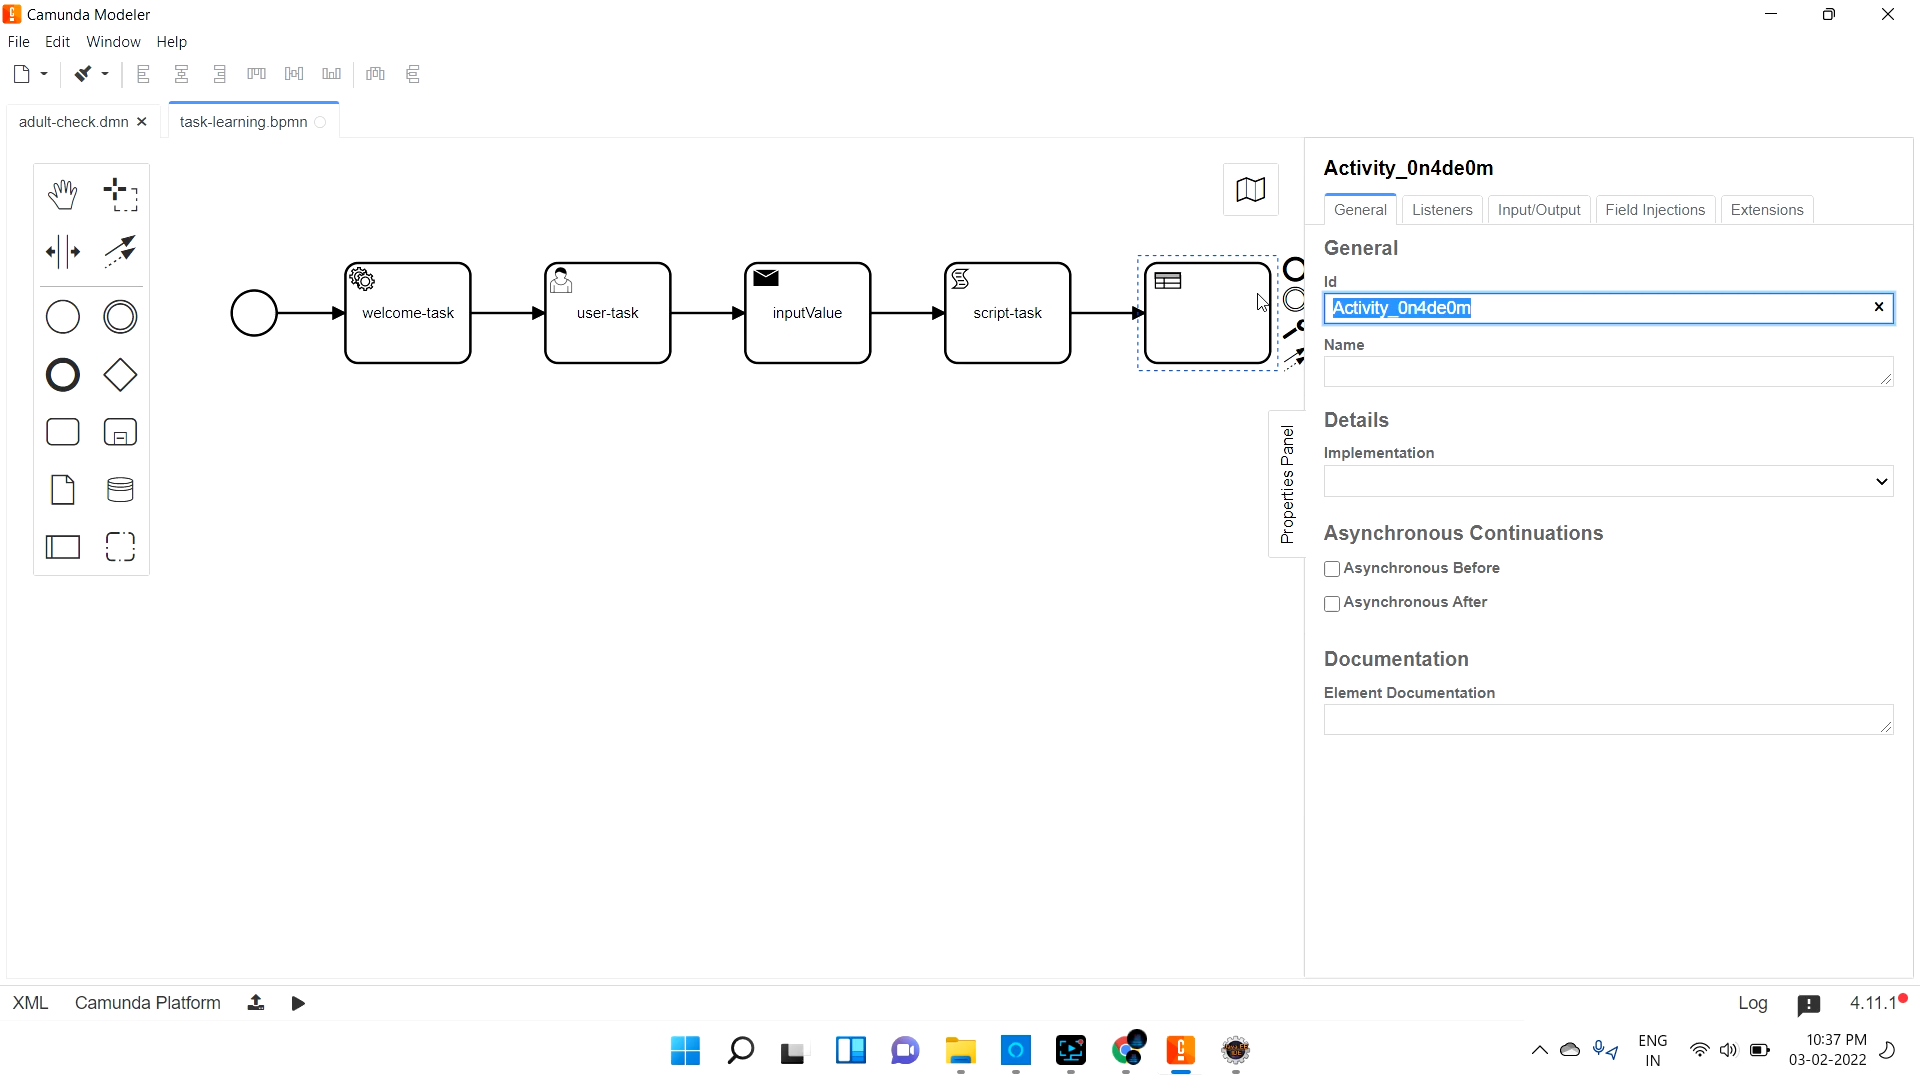 Camunda Modeler
File Edit Window Help
adult-check.dmn
task-learning.bpmn
welcome-task
user-task
inputValue
script-task
Properties Panel
Activity_0n4de0m
General Listeners Input/Output Field Injections Extensions
General
Id
Activity_0n4de0m
Name
Details
Implementation
Asynchronous Continuations
Asynchronous Before
Asynchronous After
Documentation
Element Documentation
XML Camunda Platform
Log 4.11.1
ENG
IN
10:37 PM
03-02-2022